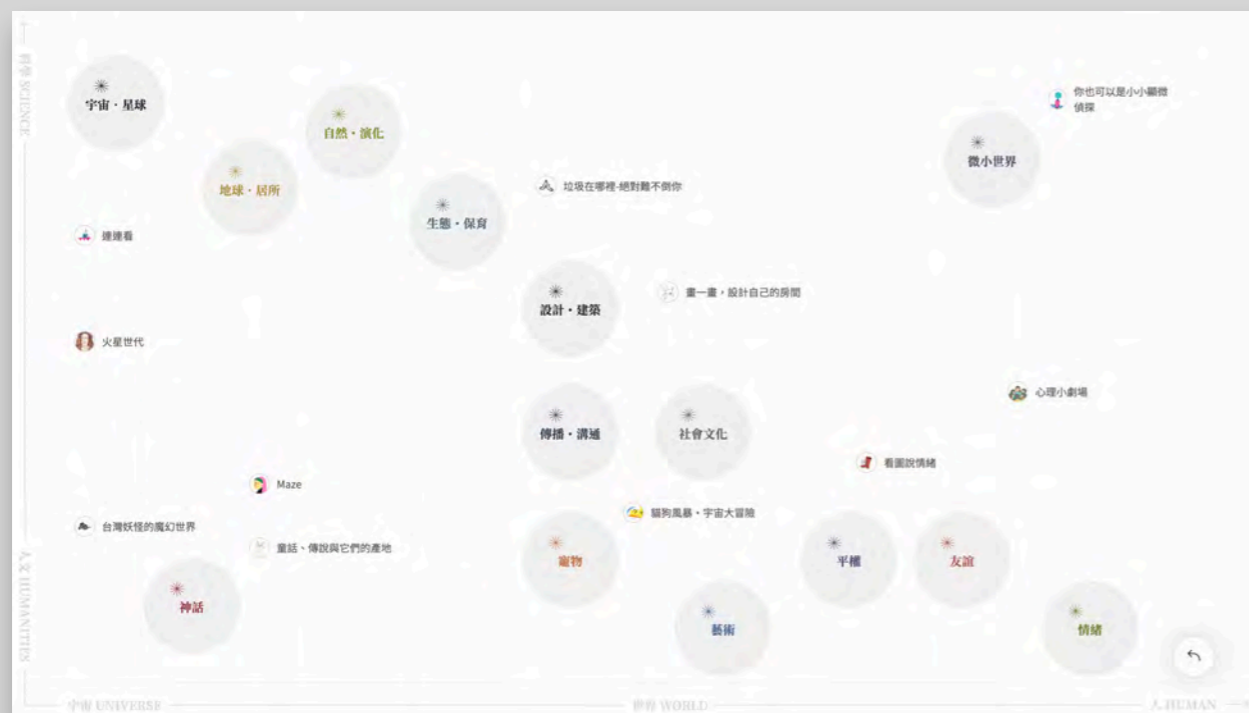 科學 SCIENCE
宇宙・星球
自然・演化
地球・居所
生態・保育
微小世界
你也可以是小小顯微
偵探
垃圾在哪裡-絕對難不倒你
連連看
設計・建築
畫一畫，設計自己的房間
火星世代
心理小劇場
傳播・溝通
社會文化
看圖說情緒
Maze
台灣妖怪的魔幻世界
童話、傳說與它們的產地
貓狗風暴・宇宙大冒險
寵物
平權
友誼
神話
藝術
情緒
人文 HUMANITIES
宇宙 UNIVERSE
世界 WORLD
人 HUMAN